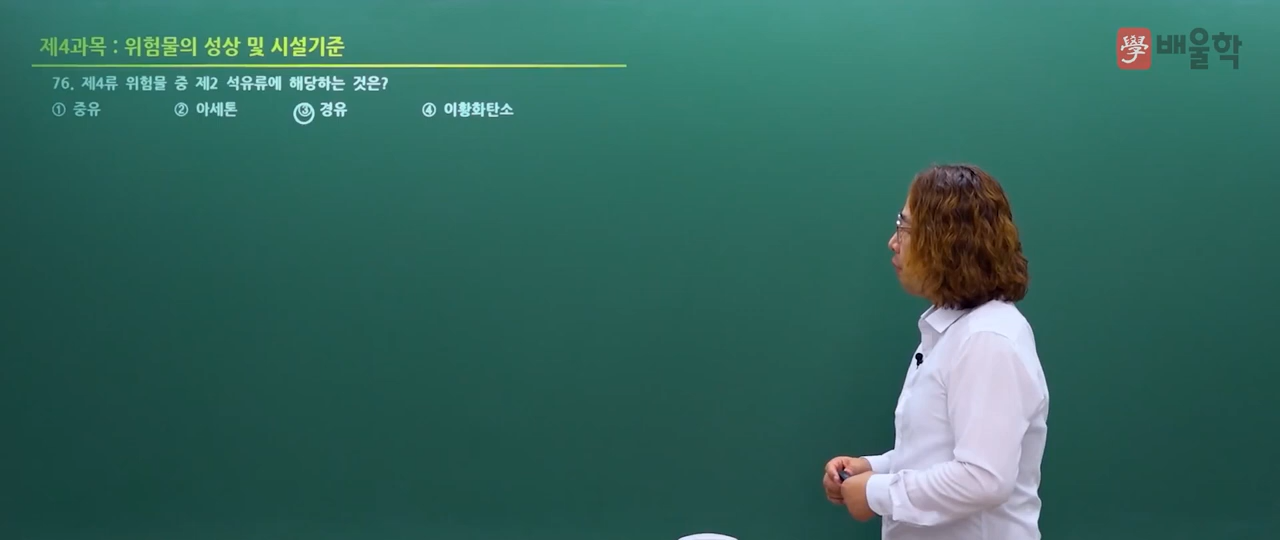 제4과목 : 위험물의 성상 및 시설기준
學 배울학
76. 제4류 위험물 중 제2 석유류에 해당하는 것은?
① 중유 ② 아세톤 ③ 경유 ④ 이황화탄소